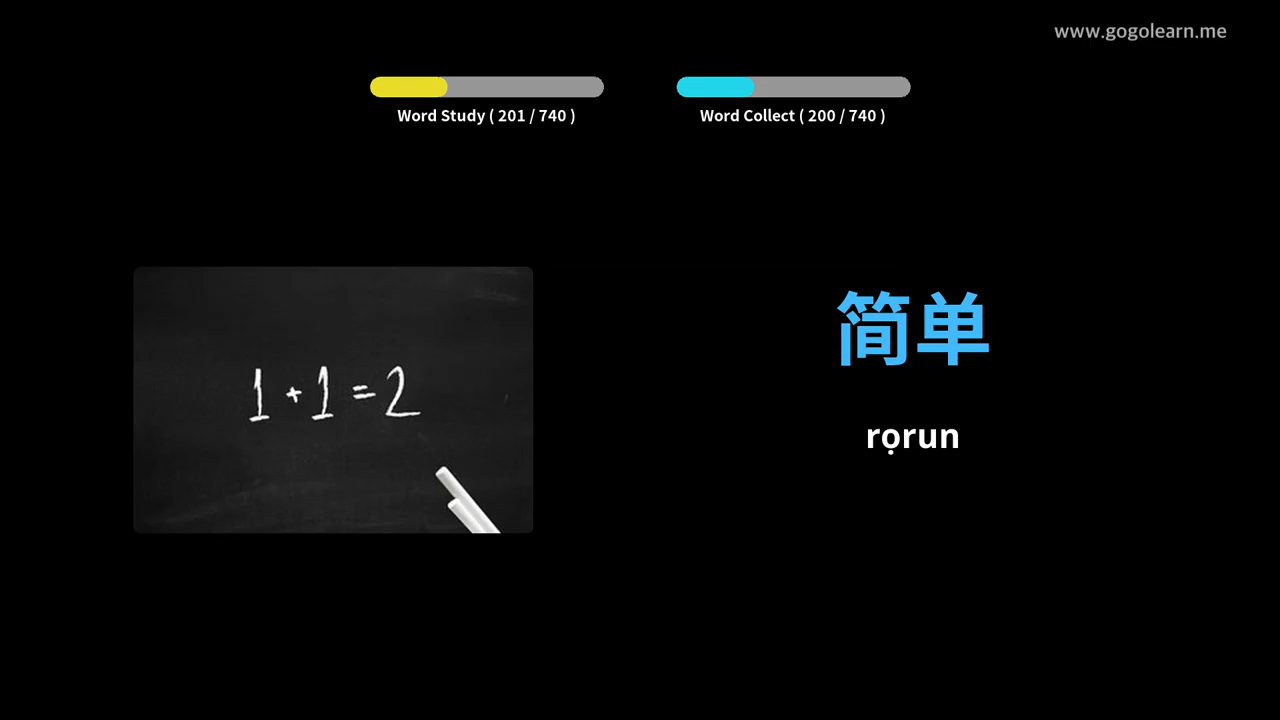 www.gogolearn.me
Word Study ( 201 / 740 )
Word Collect ( 200 / 740 )
简单
rọrun
1 + 1 = 2